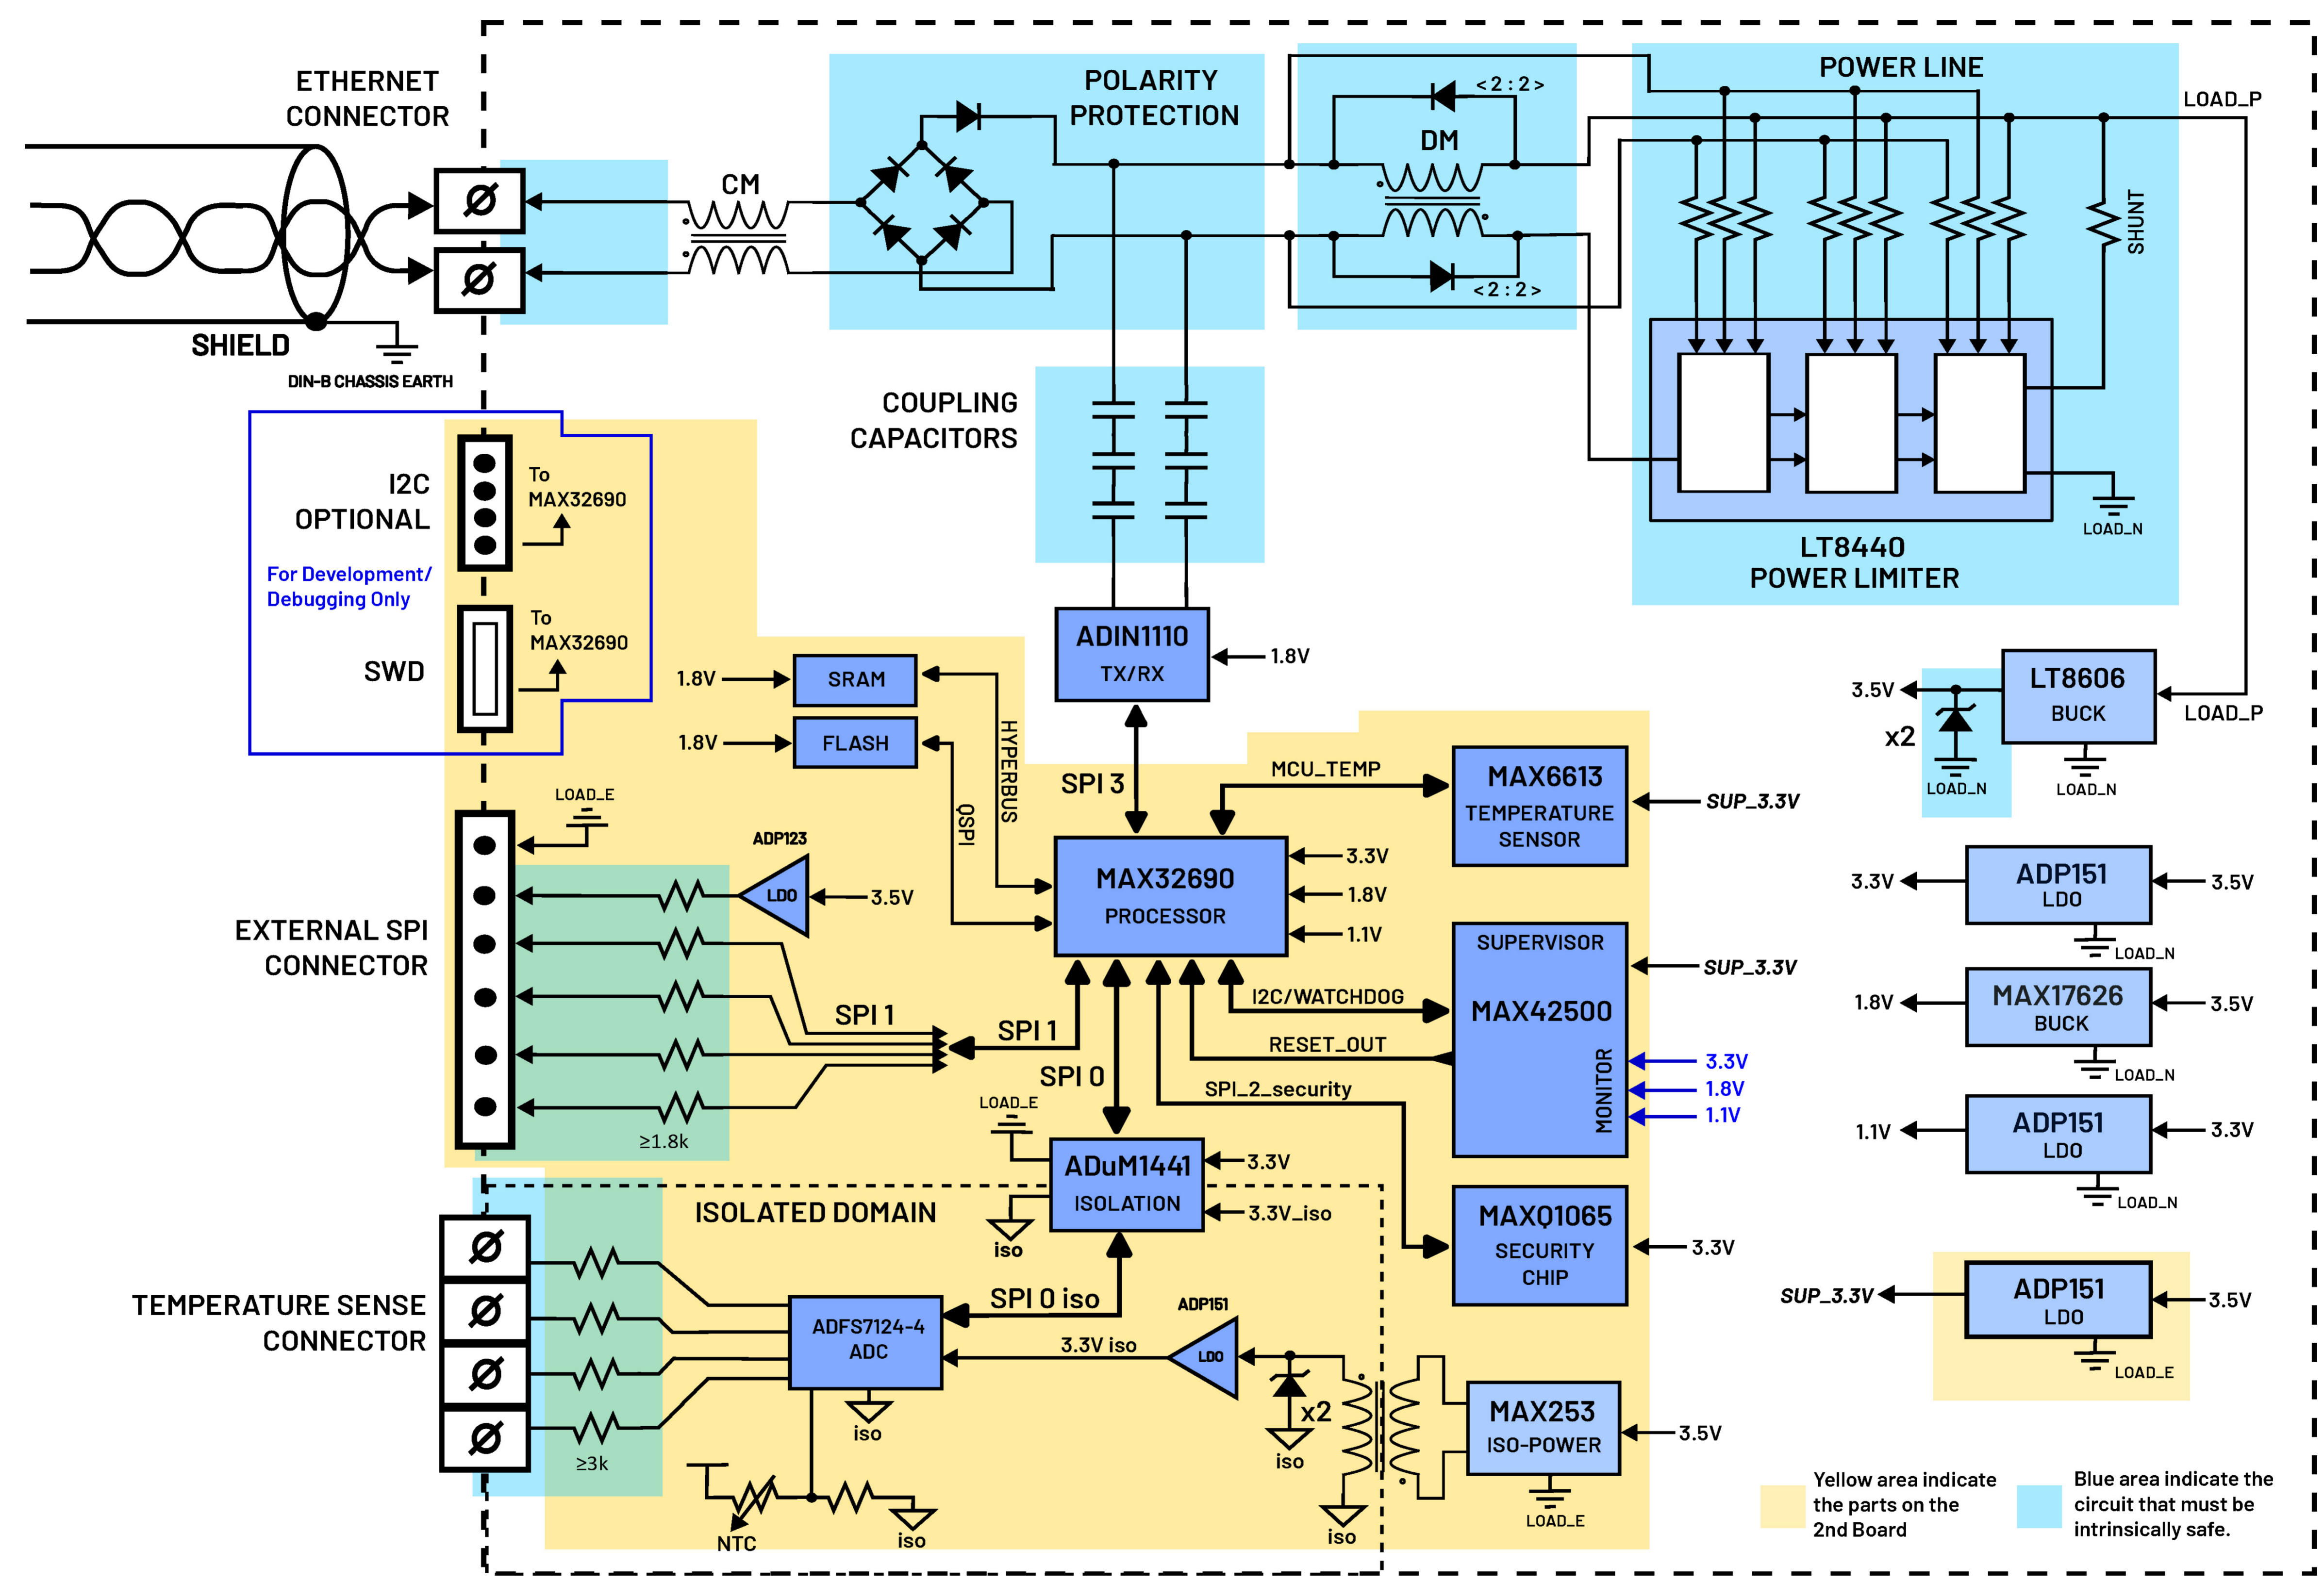 ETHERNET
CONNECTOR
SHIELD
DIN-B CHASSIS EARTH
CM
POLARITY
PROTECTION
<2:2>
DM
<2:2>
POWER LINE
LOAD_P
SHUNT
LOAD_N
LT8440
POWER LIMITER
COUPLING
CAPACITORS
I2C
OPTIONAL
To
MAX32690
For Development/
Debugging Only
SWD
To
MAX32690
1.8V
SRAM
1.8V
FLASH
HYPERBUS
QSPI
ADIN1110
TX/RX
1.8V
SPI 3
MCU_TEMP
MAX6613
TEMPERATURE
SENSOR
SUP_3.3V
3.5V
x2
LOAD_N
LT8606
BUCK
LOAD_N
LOAD_P
LOAD_E
ADP123
LDO
3.5V
EXTERNAL SPI
CONNECTOR
≥1.8k
SPI 1
SPI 1
MAX32690
PROCESSOR
3.3V
1.8V
1.1V
SUPERVISOR
MAX42500
MONITOR
SUP_3.3V
3.3V
1.8V
1.1V
I2C/WATCHDOG
RESET_OUT
SPI_2_security
SPI 0
3.3V
ADP151
LDO
3.5V
LOAD_N
1.8V
MAX17626
BUCK
3.5V
LOAD_N
1.1V
ADP151
LDO
3.3V
LOAD_N
LOAD_E
ADuM1441
ISOLATION
3.3V
3.3V_iso
iso
ISOLATED DOMAIN
MAXQ1065
SECURITY
CHIP
3.3V
SUP_3.3V
ADP151
LDO
3.5V
LOAD_E
TEMPERATURE SENSE
CONNECTOR
≥3k
ADFS7124-4
ADC
iso
SPI 0 iso
3.3V iso
ADP151
LDO
x2
iso
iso
NTC
iso
MAX253
ISO-POWER
3.5V
LOAD_E
Yellow area indicate
the parts on the
2nd Board
Blue area indicate the
circuit that must be
intrinsically safe.